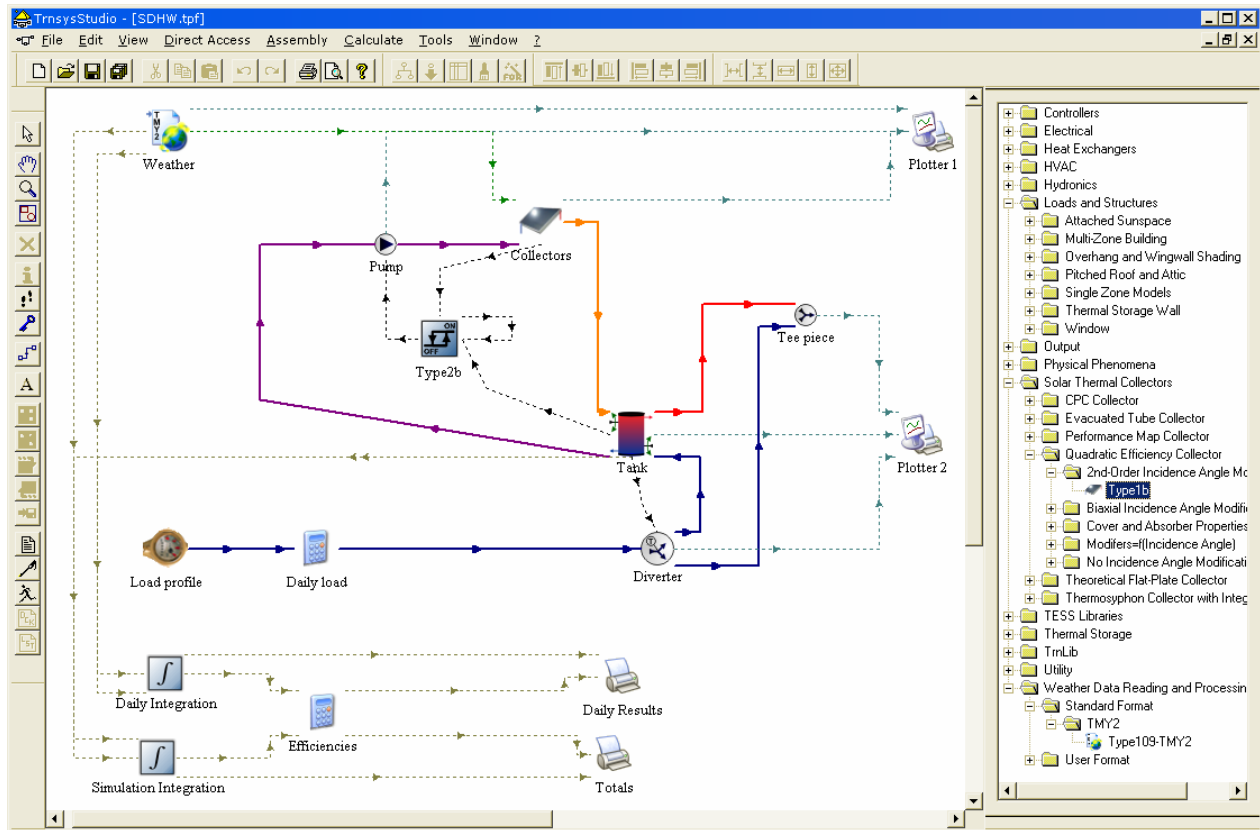 TrnsysStudio - [SDHW.tpf]
File Edit View Direct Access Assembly Calculate Tools Window ?
FOR
A
TMY2
Weather
Plotter 1
Collectors
Pump
ON
OFF
Type2b
Tee piece
Tank
Plotter 2
Load profile
Daily load
Diverter
Daily Integration
Efficiencies
Daily Results
Simulation Integration
Totals
Controllers
Electrical
Heat Exchangers
HVAC
Hydronics
Loads and Structures
Attached Sunspace
Multi-Zone Building
Overhang and Wingwall Shading
Pitched Roof and Attic
Single Zone Models
Thermal Storage Wall
Window
Output
Physical Phenomena
Solar Thermal Collectors
CPC Collector
Evacuated Tube Collector
Performance Map Collector
Quadratic Efficiency Collector
2nd-Order Incidence Angle Mo
Type1b
Biaxial Incidence Angle Modifi
Cover and Absorber Properties
Modifers=f(Incidence Angle)
No Incidence Angle Modificati
Theoretical Flat-Plate Collector
Thermosyphon Collector with Integ
TESS Libraries
Thermal Storage
TrnLib
Utility
Weather Data Reading and Processin
Standard Format
TMY2
Type109-TMY2
User Format